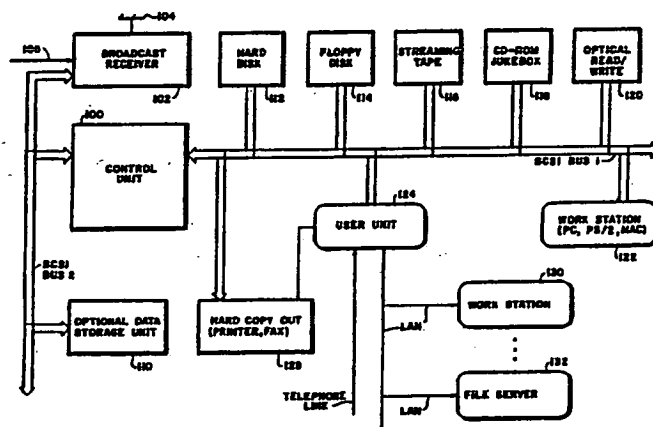 104
106
BROADCAST
RECEIVER
102
HARD
DISK
112
FLOPPY
DISK
114
STREAMING
TAPE
116
CD-ROM
JUKEBOX
118
OPTICAL
READ/
WRITE
120
100
CONTROL
UNIT
SCSI BUS 1
SCSI
BUS 2
124
USER UNIT
WORK STATION
(PC, PS/2, MAC)
122
OPTIONAL DATA
STORAGE UNIT
110
HARD COPY OUT
(PRINTER, FAX)
123
130
WORK STATION
LAN
132
FILE SERVER
LAN
TELEPHONE
LINE